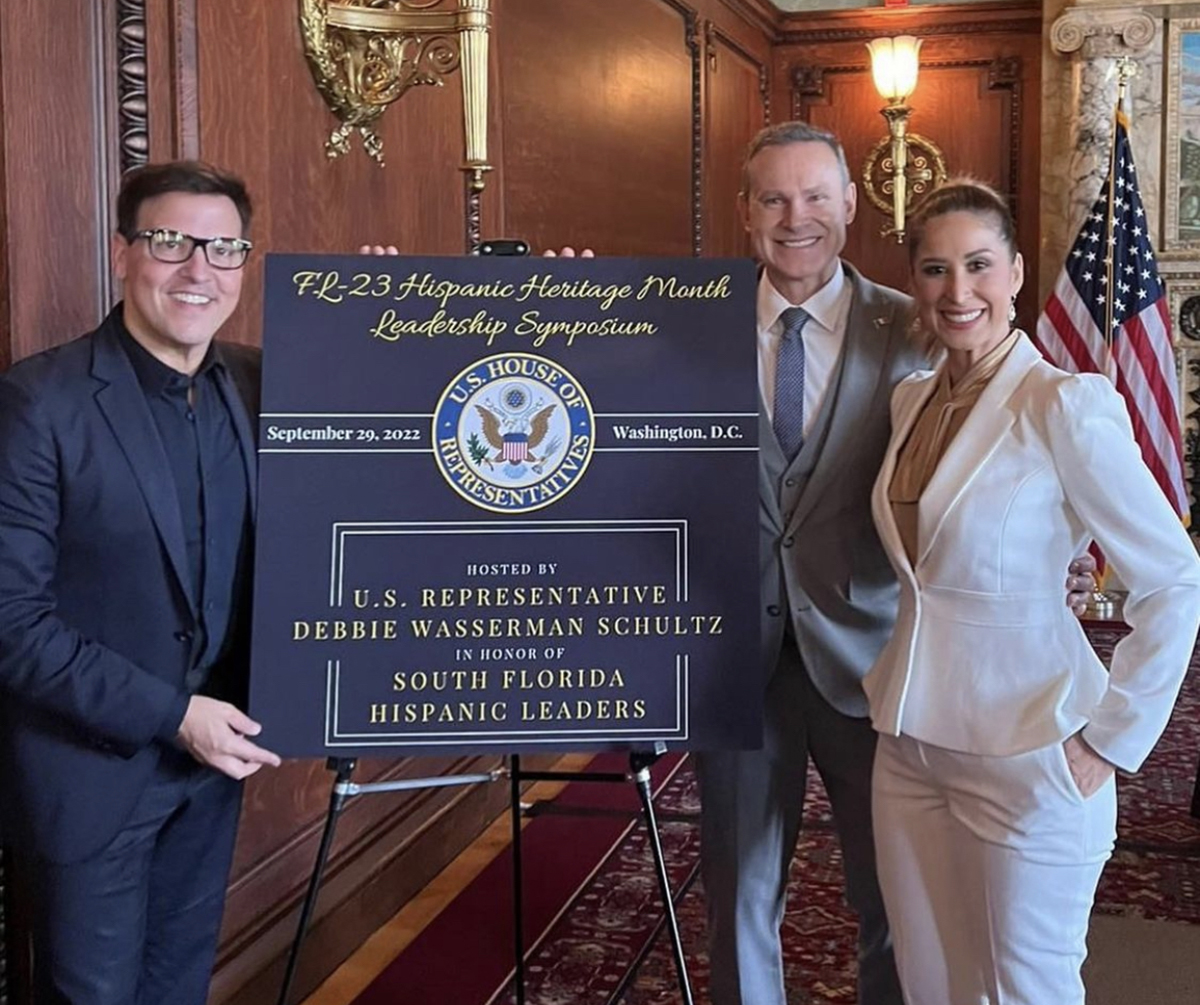 FL-23 Hispanic Heritage Month
Leadership Symposium
U.S. HOUSE OF
REPRESENTATIVES
September 29, 2022
Washington, D.C.
HOSTED BY
U.S. REPRESENTATIVE
DEBBIE WASSERMAN SCHULTZ
IN HONOR OF
SOUTH FLORIDA
HISPANIC LEADERS